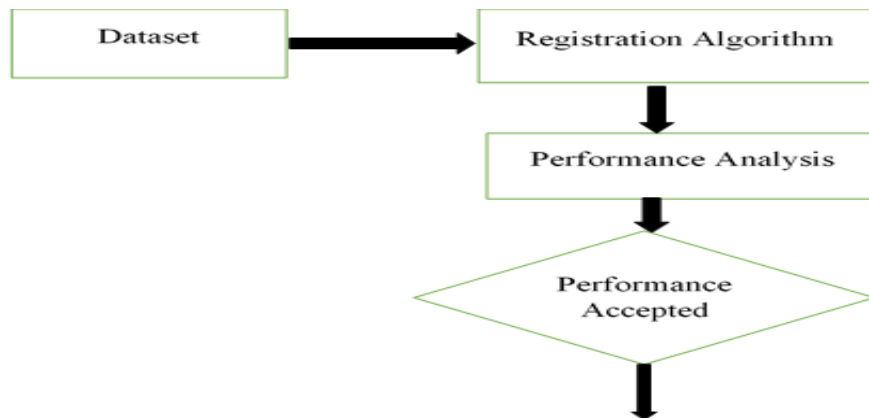 Dataset
Registration Algorithm
Performance Analysis
Performance
Accepted